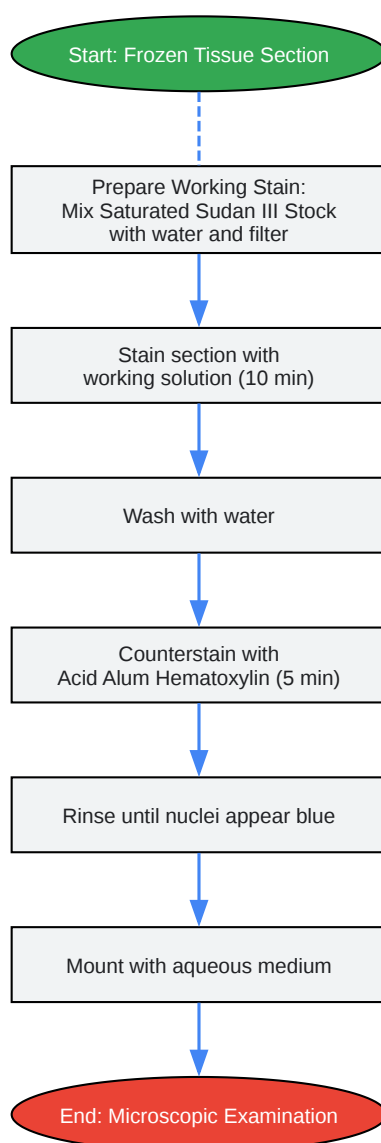 Start: Frozen Tissue Section
Prepare Working Stain:
Mix Saturated Sudan III Stock
with water and filter
Stain section with
working solution (10 min)
Wash with water
Counterstain with
Acid Alum Hematoxylin (5 min)
Rinse until nuclei appear blue
Mount with aqueous medium
End: Microscopic Examination